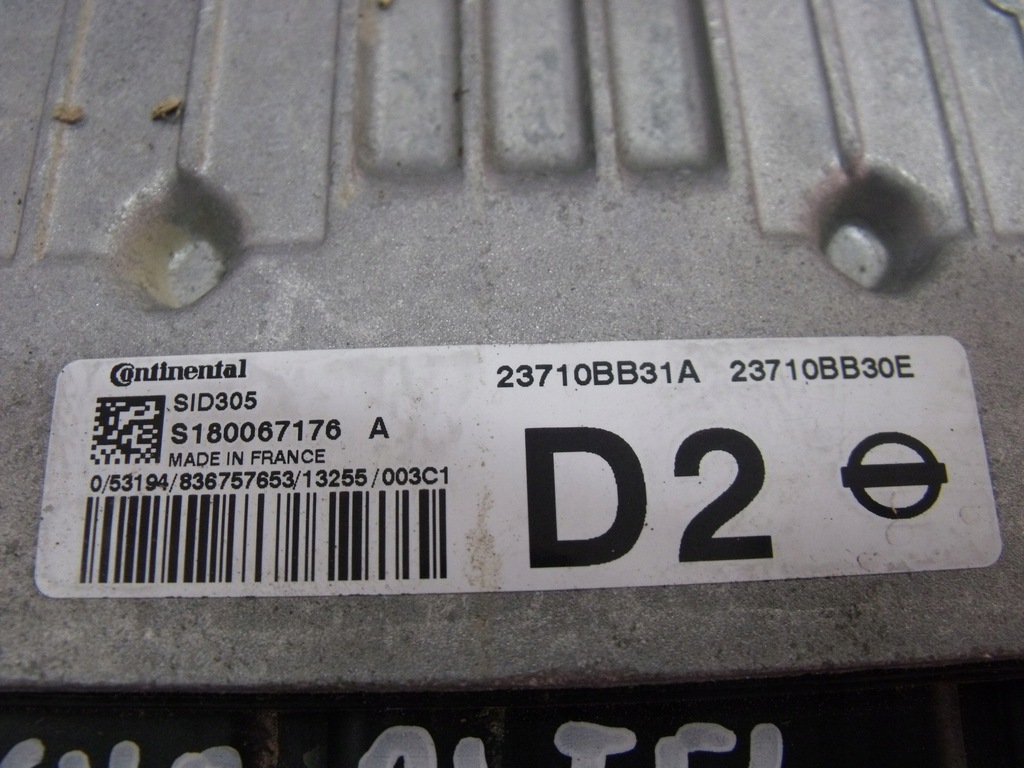 Continental
SID305
S180067176 A
MADE IN FRANCE
0/53194/836757653/13255/003C1
23710BB31A 23710BB30E
D2